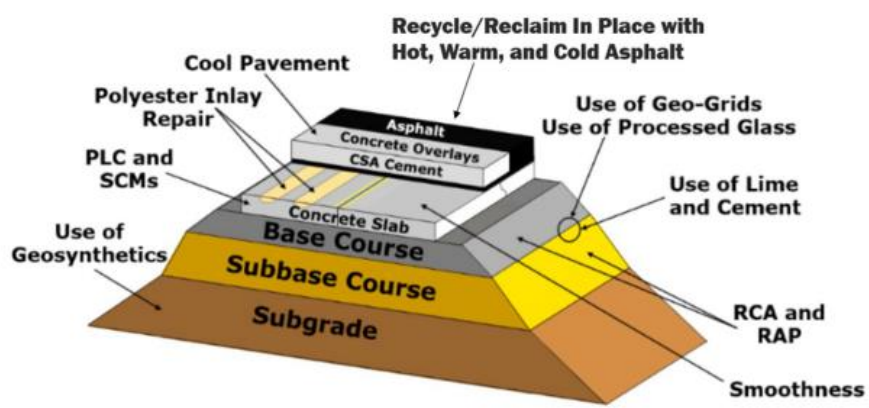 Recycle/Reclaim In Place with
Hot, Warm, and Cold Asphalt
Cool Pavement
Polyester Inlay
Repair
PLC and
SCMs
Use of
Geosynthetics
Asphalt
Concrete Overlays
CSA Cement
Concrete Slab
Base Course
Subbase Course
Subgrade
Use of Geo-Grids
Use of Processed Glass
Use of Lime
and Cement
RCA and
RAP
Smoothness